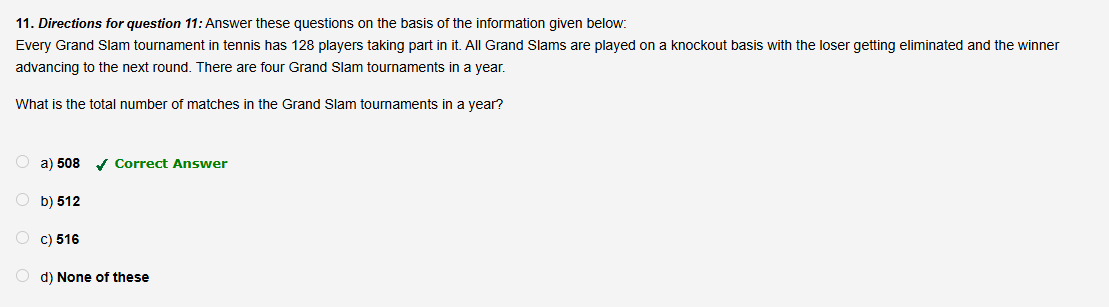 11. Directions for question 11: Answer these questions on the basis of the information given below:
Every Grand Slam tournament in tennis has 128 players taking part in it. All Grand Slams are played on a knockout basis with the loser getting eliminated and the winner
advancing to the next round. There are four Grand Slam tournaments in a year.
What is the total number of matches in the Grand Slam tournaments in a year?
a) 508 ✓ Correct Answer
b) 512
c) 516
d) None of these